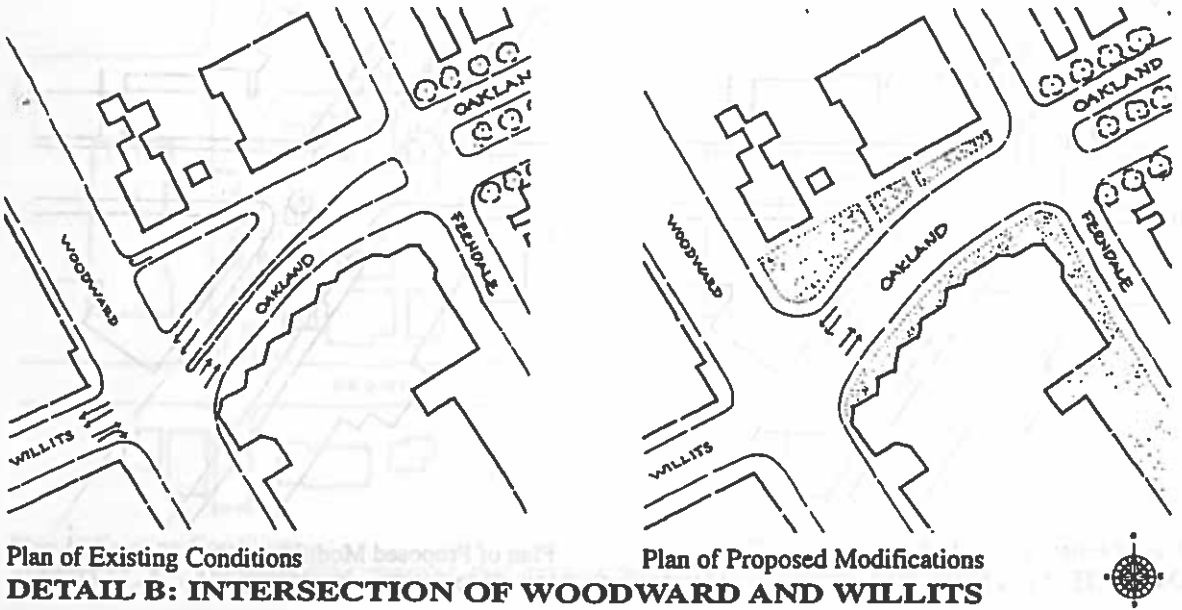 OAKLAND
WOODWARD
OAKLAND
FERNDALE
WILLITS
Plan of Existing Conditions
OAKLAND
WOODWARD
OAKLAND
FERNDALE
WILLITS
Plan of Proposed Modifications
DETAIL B: INTERSECTION OF WOODWARD AND WILLITS